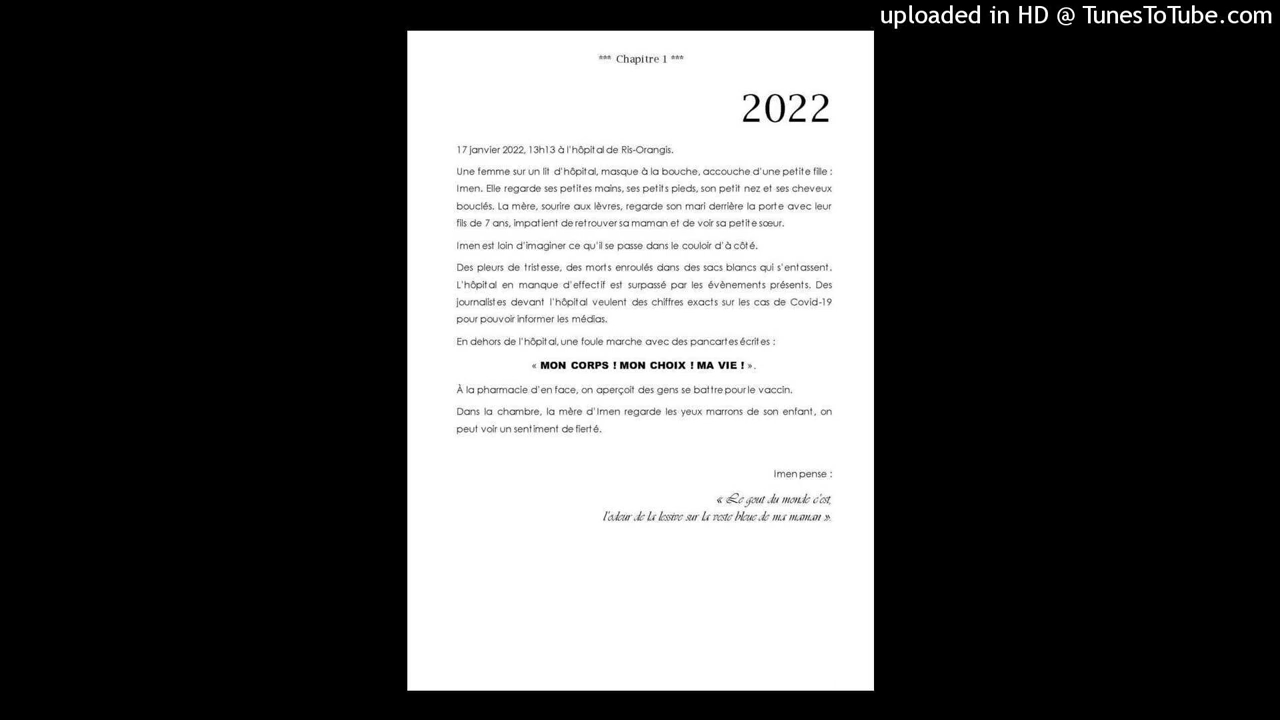 uploaded in HD @ TunesToTube.com
*** Chapitre 1 ***
2022
17 janvier 2022, 13h13 à l'hôpital de Ris-Orangis.
Une femme sur un lit d'hôpital, masque à la bouche, accouche d'une petite fille :
Imen. Elle regarde ses petites mains, ses petits pieds, son petit nez et ses cheveux
bouclés. La mère, sourire aux lèvres, regarde son mari derrière la porte avec leur
fils de 7 ans, impatient de retrouver sa maman et de voir sa petite sœur.
Imen est loin d'imaginer ce qu'il se passe dans le couloir d'à côté.
Des pleurs de tristesse, des morts enroulés dans des sacs blancs qui s'entassent.
L'hôpital en manque d'effectif est surpassé par les évènements présents. Des
journalistes devant l'hôpital veulent des chiffres exacts sur les cas de Covid-19
pour pouvoir informer les médias.
En dehors de l'hôpital, une foule marche avec des pancartes écrites :
« MON CORPS ! MON CHOIX ! MA VIE ! ».
À la pharmacie d'en face, on aperçoit des gens se battre pour le vaccin.
Dans la chambre, la mère d'Imen regarde les yeux marrons de son enfant, on
peut voir un sentiment de fierté.
Imen pense :
« Le gout du monde c'est,
l'odeur de la lessive sur la veste bleue de ma maman ».